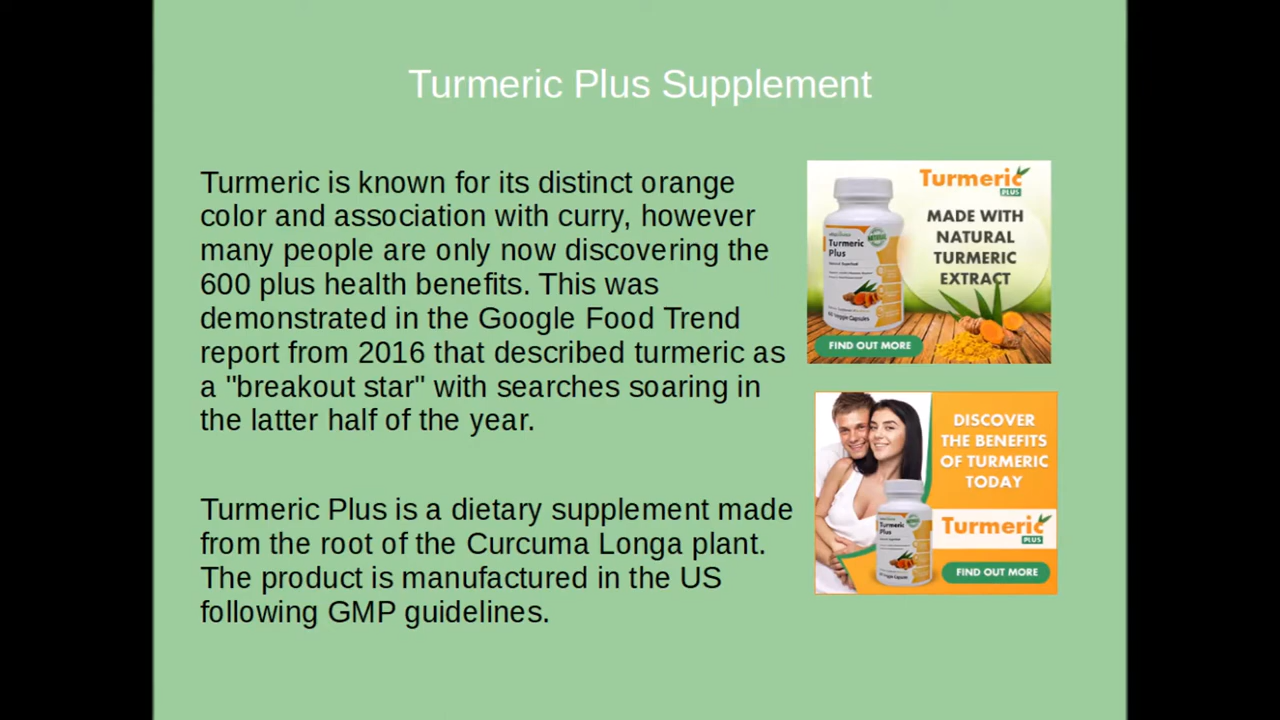 Turmeric Plus Supplement
Turmeric is known for its distinct orange
color and association with curry, however
many people are only now discovering the
600 plus health benefits. This was
demonstrated in the Google Food Trend
report from 2016 that described turmeric as
a "breakout star" with searches soaring in
the latter half of the year.
Turmeric Plus is a dietary supplement made
from the root of the Curcuma Longa plant.
The product is manufactured in the US
following GMP guidelines.
Turmeric
PLUS
MADE WITH
NATURAL
TURMERIC
EXTRACT
Turmeric
Plus
60 Veggie Capsules
FIND OUT MORE
DISCOVER
THE BENEFITS
OF TURMERIC
TODAY
Turmeric
PLUS
Turmeric
Plus
FIND OUT MORE